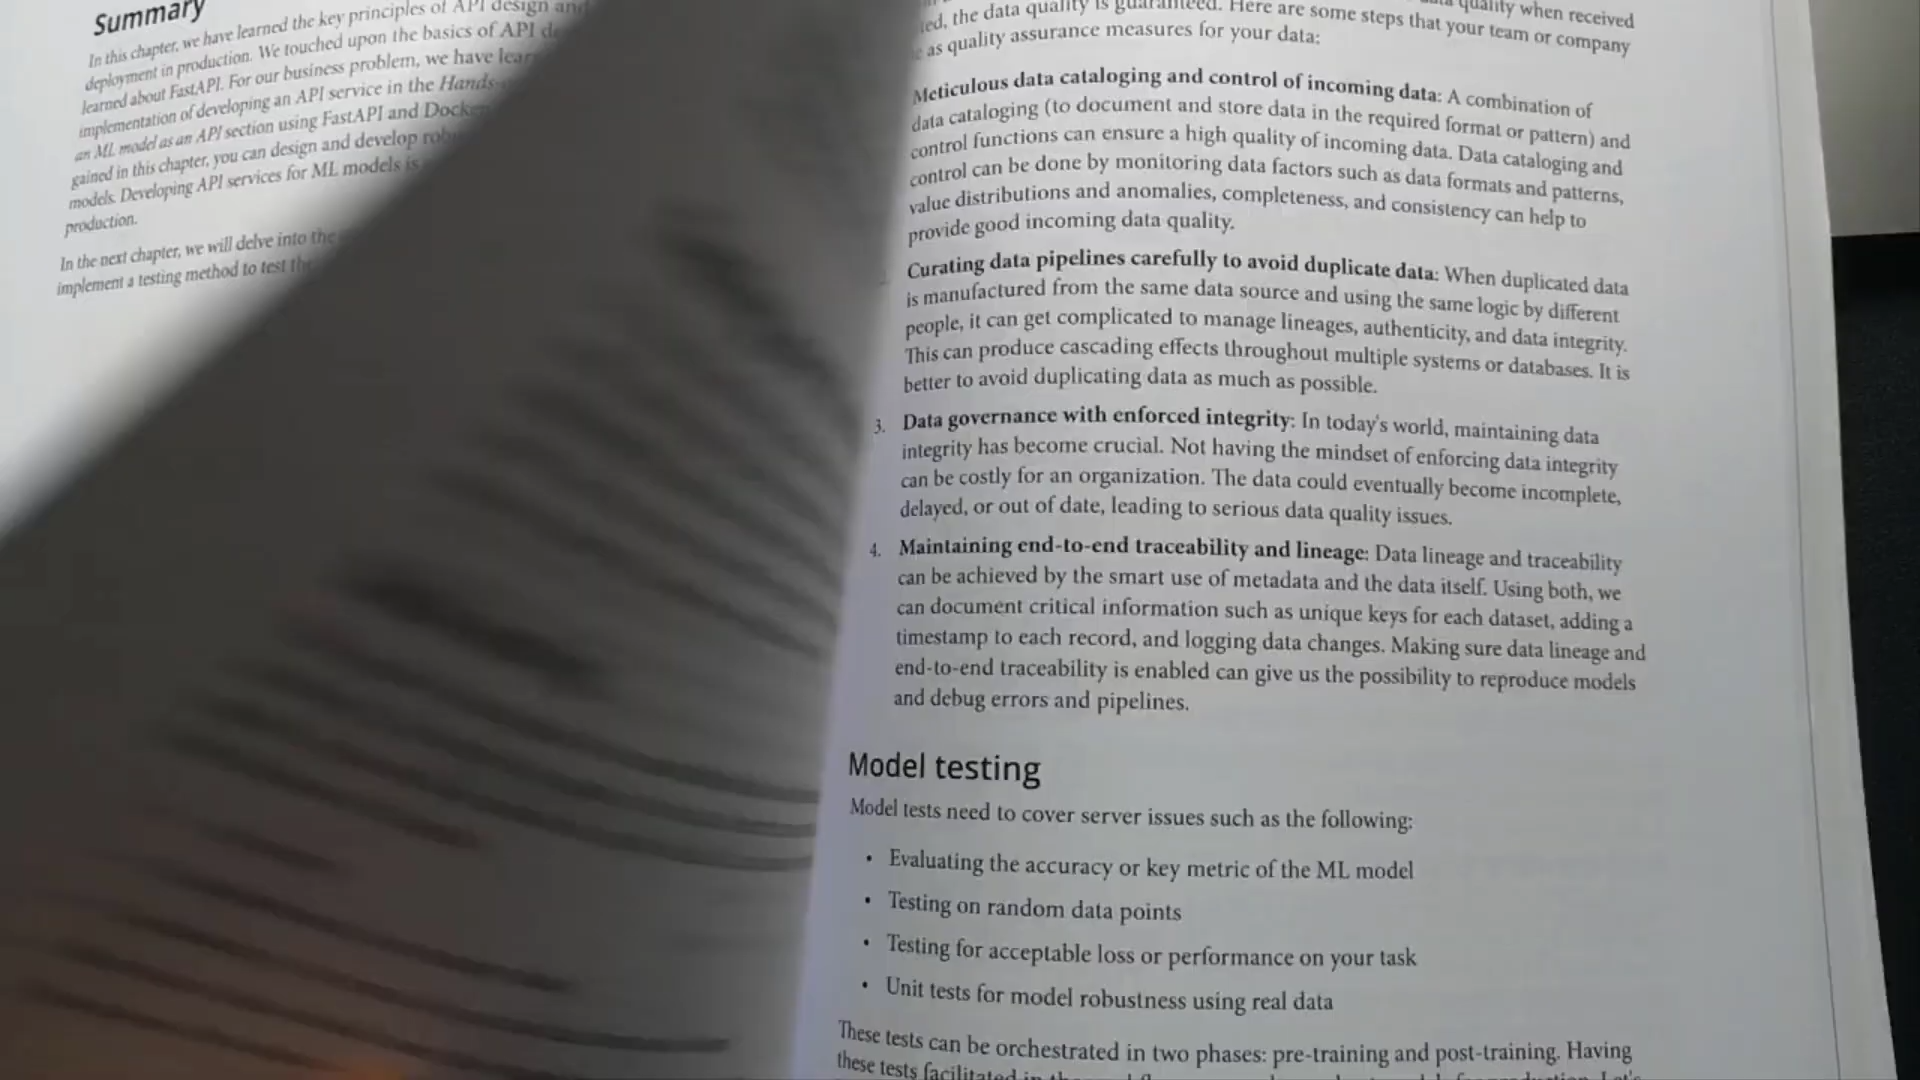 Summary
In this chapter, we have learned the key principles of API design and
deployment in production. We touched upon the basics of API
learned about FastAPI. For our business problem, we have
implementation of developing an API service in the
an ML model as an API section using FastAPI and
gained in this chapter, you can design and develop
models. Developing API services for ML models is
production.
In the next chapter, we will delve into the
implement a testing method to test the
quality when received
the data quality is guaranteed. Here are some steps that your team or company
as quality assurance measures for your data:
Meticulous data cataloging and control of incoming data: A combination of
data cataloging (to document and store data in the required format or pattern) and
control functions can ensure a high quality of incoming data. Data cataloging and
control can be done by monitoring data factors such as data formats and patterns,
value distributions and anomalies, completeness, and consistency can help to
provide good incoming data quality.
Curating data pipelines carefully to avoid duplicate data: When duplicated data
is manufactured from the same data source and using the same logic by different
people, it can get complicated to manage lineages, authenticity, and data integrity.
This can produce cascading effects throughout multiple systems or databases. It is
better to avoid duplicating data as much as possible.
3. Data governance with enforced integrity: In today's world, maintaining data
integrity has become crucial. Not having the mindset of enforcing data integrity
can be costly for an organization. The data could eventually become incomplete,
delayed, or out of date, leading to serious data quality issues.
4. Maintaining end-to-end traceability and lineage: Data lineage and traceability
can be achieved by the smart use of metadata and the data itself. Using both, we
can document critical information such as unique keys for each dataset, adding a
timestamp to each record, and logging data changes. Making sure data lineage and
end-to-end traceability is enabled can give us the possibility to reproduce models
and debug errors and pipelines.
Model testing
Model tests need to cover server issues such as the following:
• Evaluating the accuracy or key metric of the ML model
• Testing on random data points
• Testing for acceptable loss or performance on your task
• Unit tests for model robustness using real data
These tests can be orchestrated in two phases: pre-training and post-training. Having
these tests facilitated in the